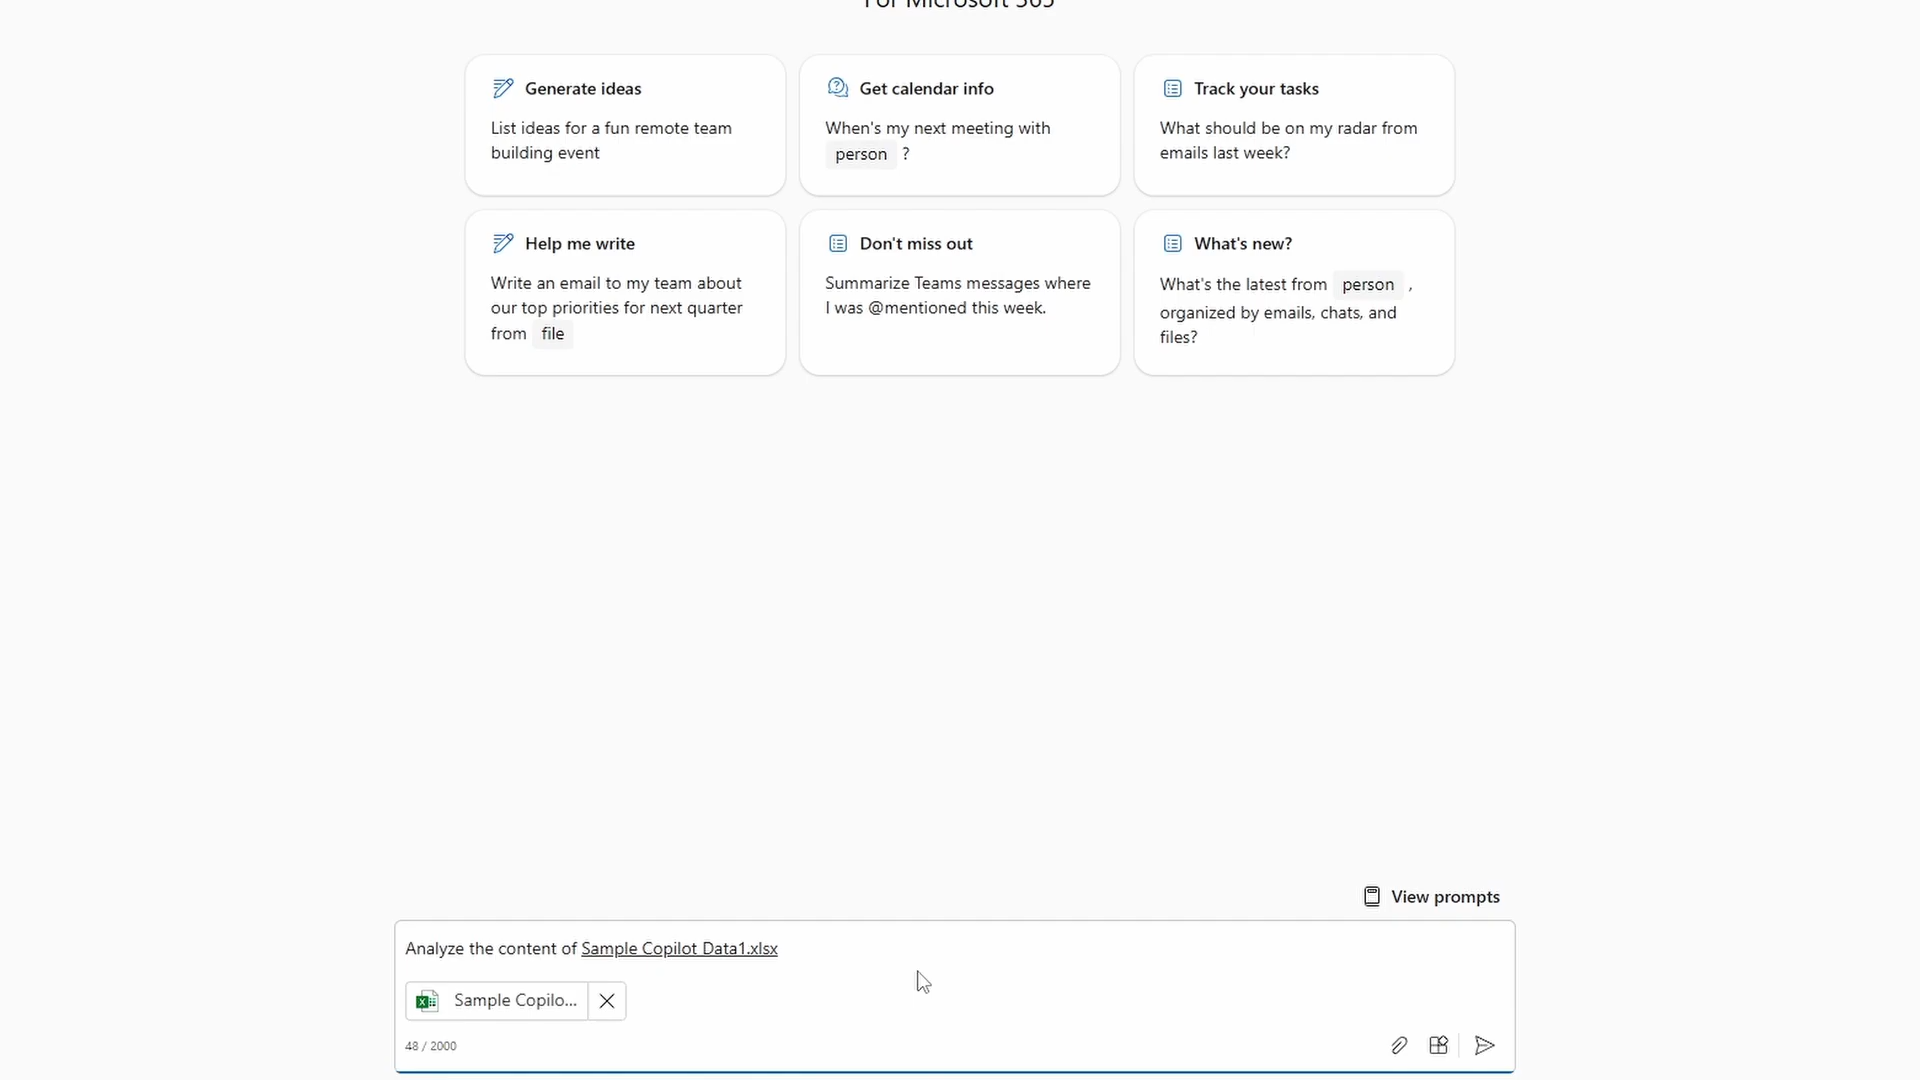 For Microsoft 365
Generate ideas
List ideas for a fun remote team
building event
Get calendar info
When's my next meeting with
person ?
Track your tasks
What should be on my radar from
emails last week?
Help me write
Write an email to my team about
our top priorities for next quarter
from file
Don't miss out
Summarize Teams messages where
I was @mentioned this week.
What's new?
What's the latest from person ,
organized by emails, chats, and
files?
View prompts
Analyze the content of Sample Copilot Data1.xlsx
Sample Copilo...
48 / 2000